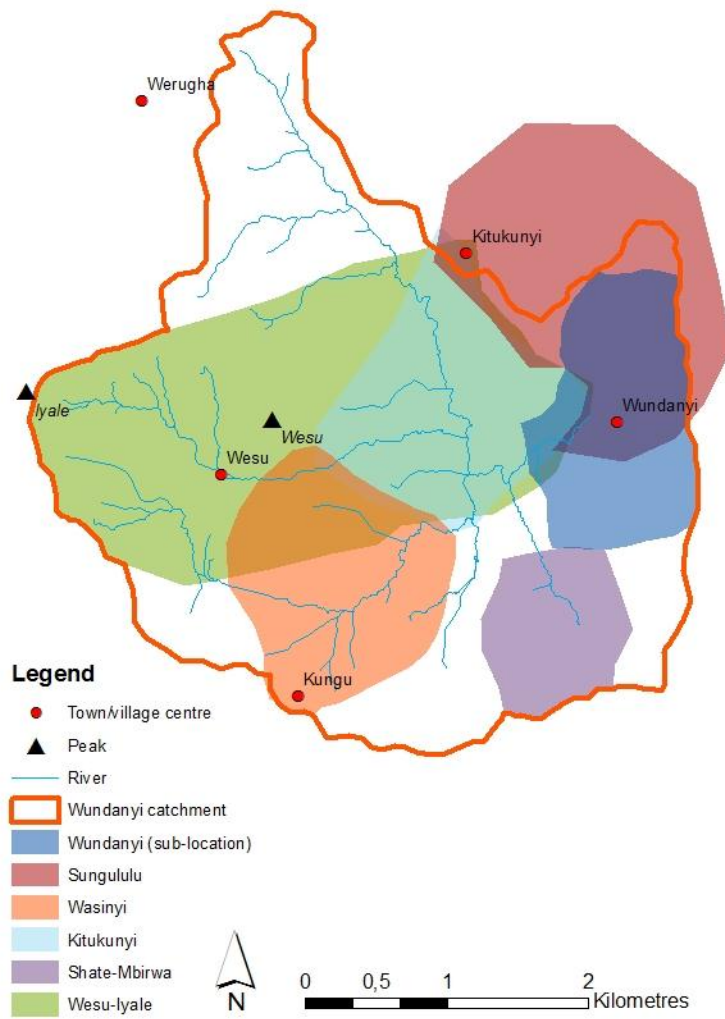 Werugha
Kitukunyi
Iyale
Wesu
Wundanyi
Wesu
Kungu
Legend
Town/village centre
Peak
River
Wundanyi catchment
Wundanyi (sub-location)
Sungululu
Wasinyi
Kitukunyi
Shate-Mbirwa
Wesu-Iyale
N
0 0,5 1 2
Kilometres